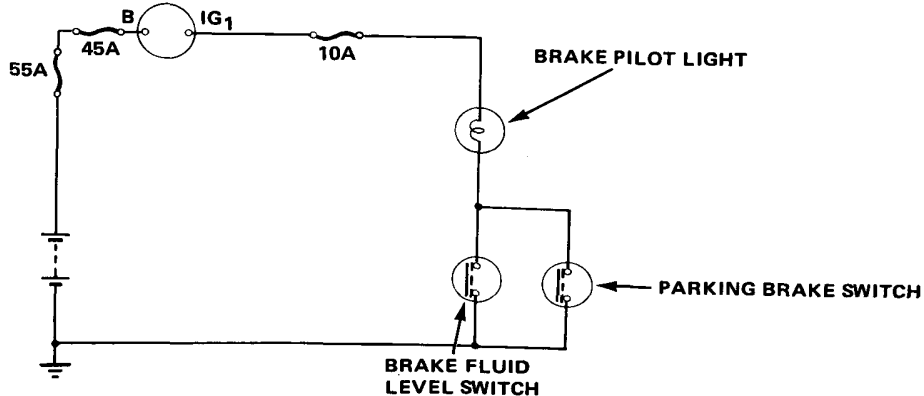 B
IG1
45A
10A
55A
BRAKE PILOT LIGHT
PARKING BRAKE SWITCH
BRAKE FLUID
LEVEL SWITCH